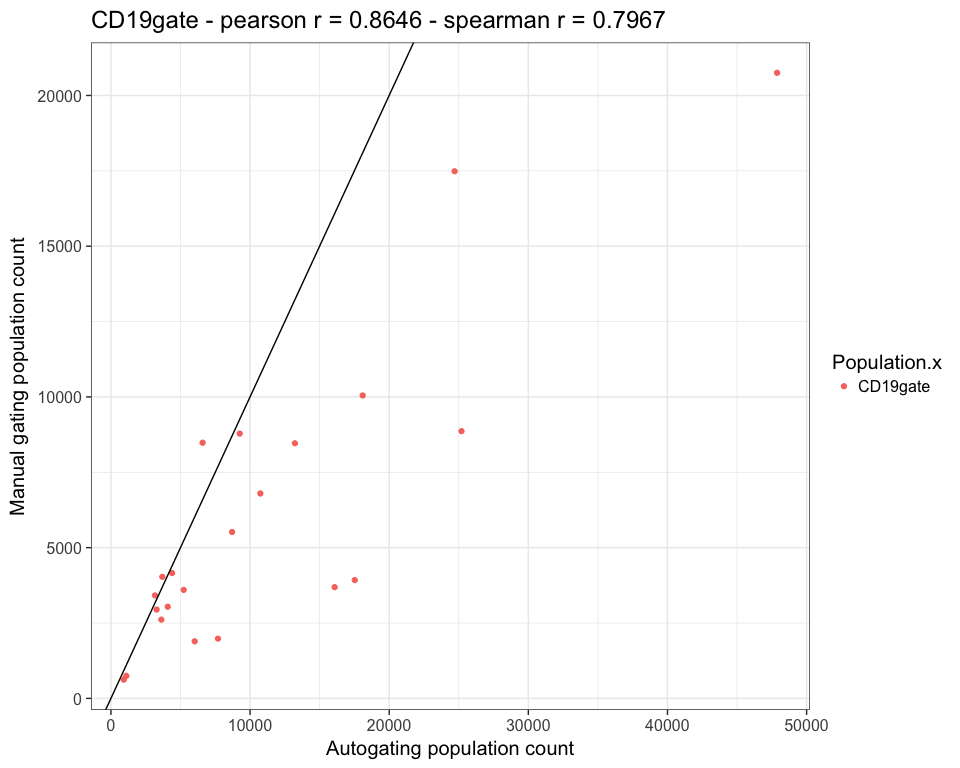 CD19gate - pearson r = 0.8646 - spearman r = 0.7967
20000
15000
10000
5000
0
Manual gating population count
0 10000 20000 30000 40000 50000
Autogating population count
Population.x
CD19gate